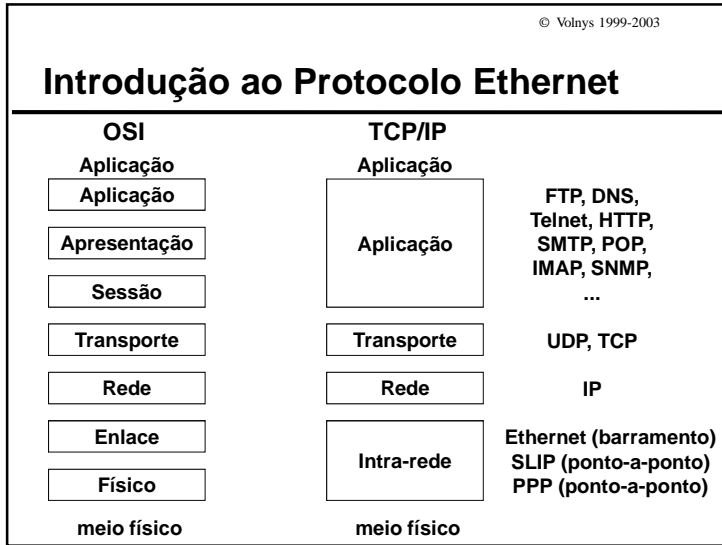 © Volnys 1999-2003
Introdução ao Protocolo Ethernet
OSI
TCP/IP
Aplicação
Aplicação
Aplicação
Apresentação
Sessão
Aplicação
FTP, DNS,
Telnet, HTTP,
SMTP, POP,
IMAP, SNMP,
...
Transporte
Transporte
UDP, TCP
Rede
Rede
IP
Enlace
Físico
Intra-rede
Ethernet (barramento)
SLIP (ponto-a-ponto)
PPP (ponto-a-ponto)
meio físico
meio físico